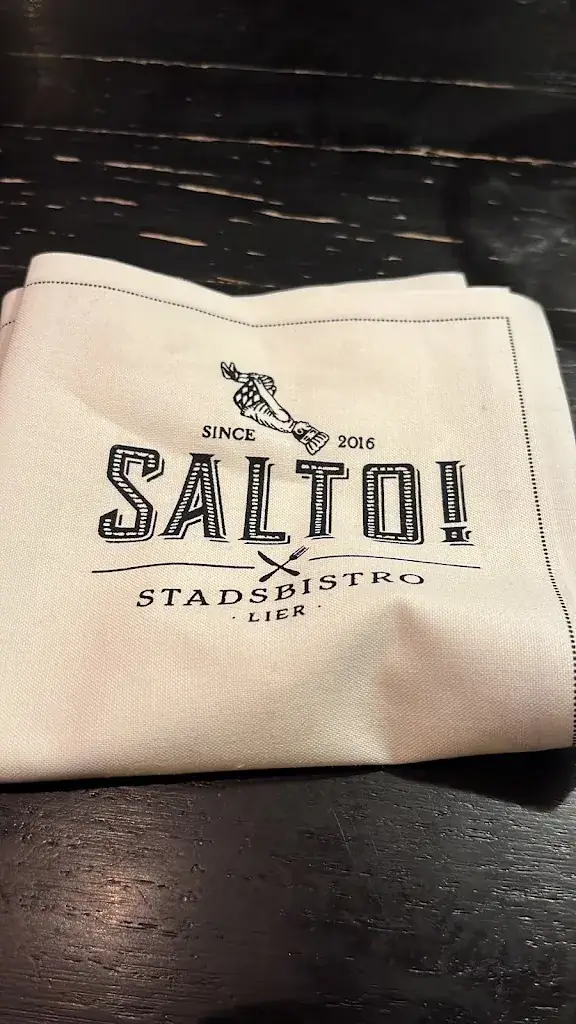 SINCE 2016
SALTO!
STADSBISTRO
· LIER ·